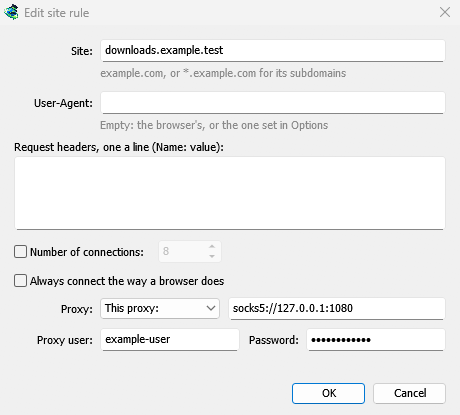 Edit site rule
Site: downloads.example.test
example.com, or *.example.com for its subdomains
User-Agent:
Empty: the browser's, or the one set in Options
Request headers, one a line (Name: value):
Number of connections: 8
Always connect the way a browser does
Proxy: This proxy: socks5://127.0.0.1:1080
Proxy user: example-user Password: ••••••••••••
OK Cancel